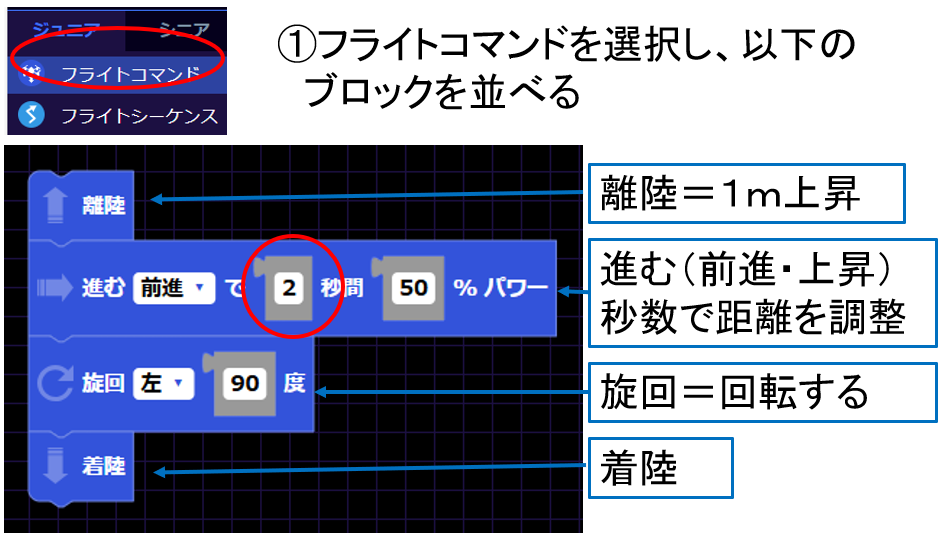 ジュニア シニア
フライトコマンド
フライトシーケンス
①フライトコマンドを選択し、以下の
ブロックを並べる
離陸
離陸＝１ｍ上昇
進む 前進 で 2 秒間 50 % パワー
進む（前進・上昇）
秒数で距離を調整
旋回 左 90 度
旋回＝回転する
着陸
着陸